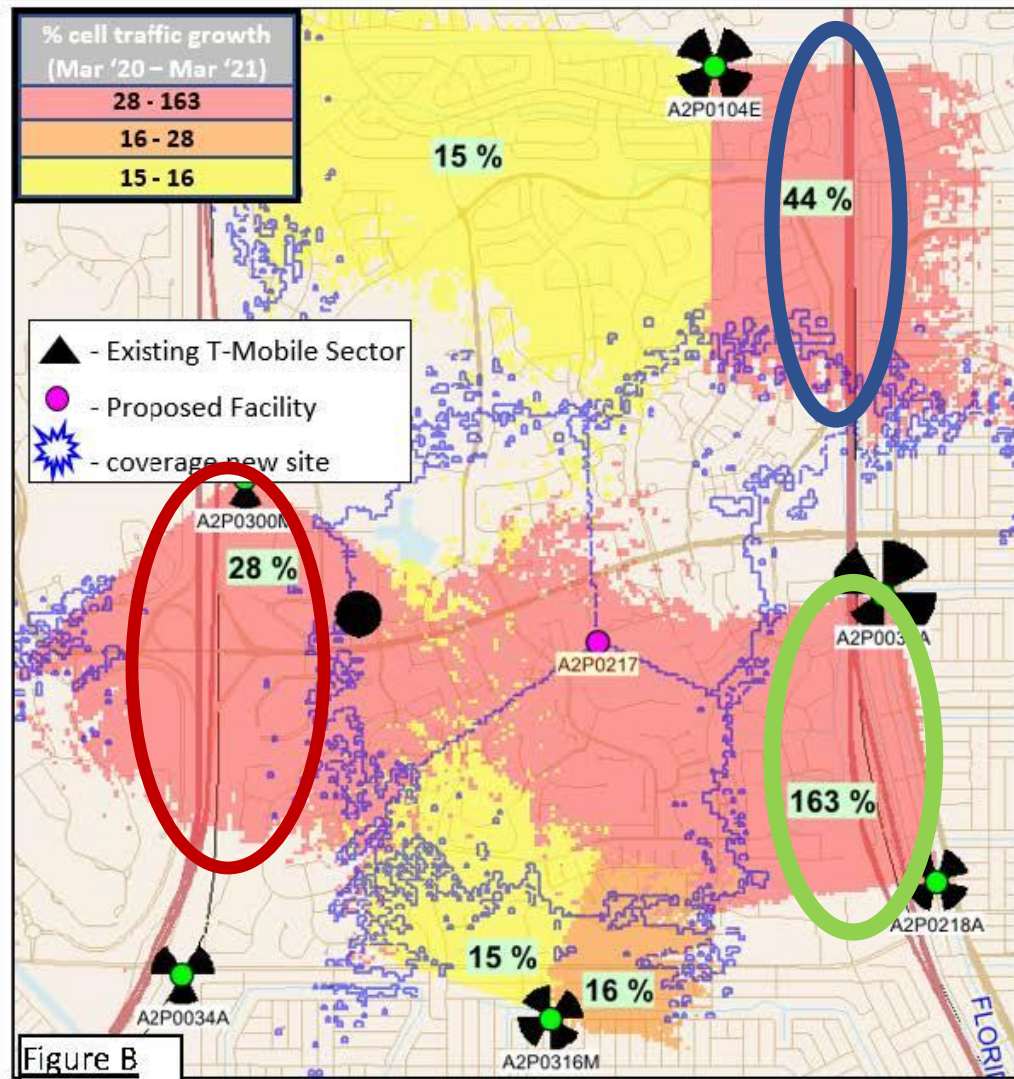 % cell traffic growth
(Mar ‘20 – Mar ‘21)
28 - 163
16 - 28
15 - 16
A2P0104E
15 %
44 %
- Existing T-Mobile Sector
- Proposed Facility
- coverage new site
A2P0300M
28 %
A2P0217
163 %
A2P0218A
15 %
16 %
A2P0034A
A2P0316M
Figure B